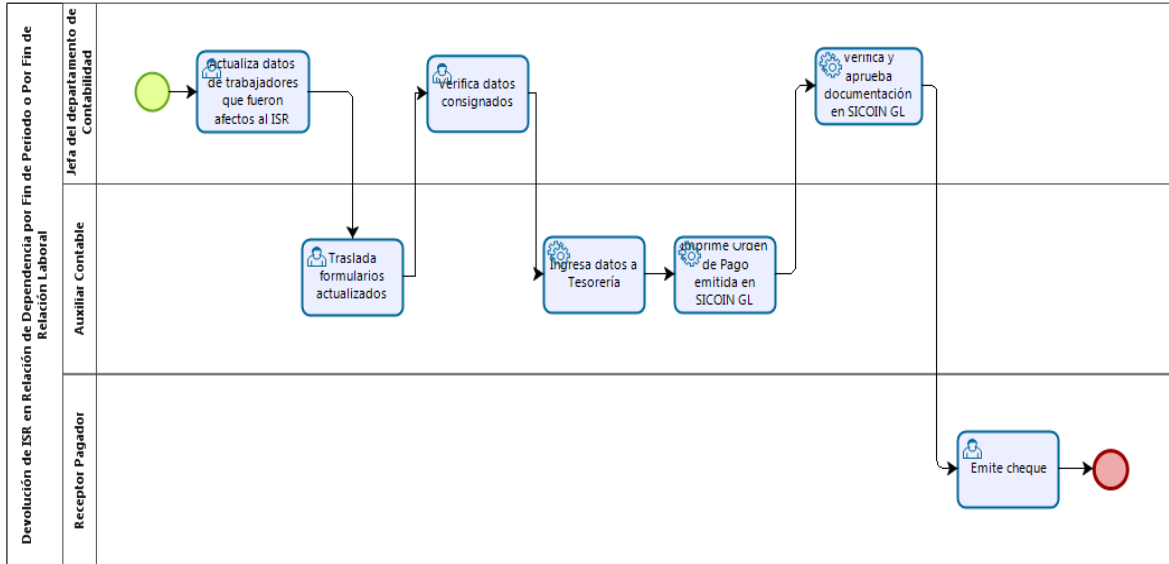 Devolución de ISR en Relación de Dependencia por Fin de Periodo o Por Fin de
Relación Laboral
Jefa del departamento de
Contabilidad
Actualiza datos
de trabajadores
que fueron
afectos al ISR
Verifica datos
consignados
Verifica y
aprueba
documentación
en SICOIN GL
Auxiliar Contable
Traslada
formularios
actualizados
Ingresa datos a
Tesorería
Imprime Orden
de Pago
emitida en
SICOIN GL
Receptor Pagador
Emite cheque